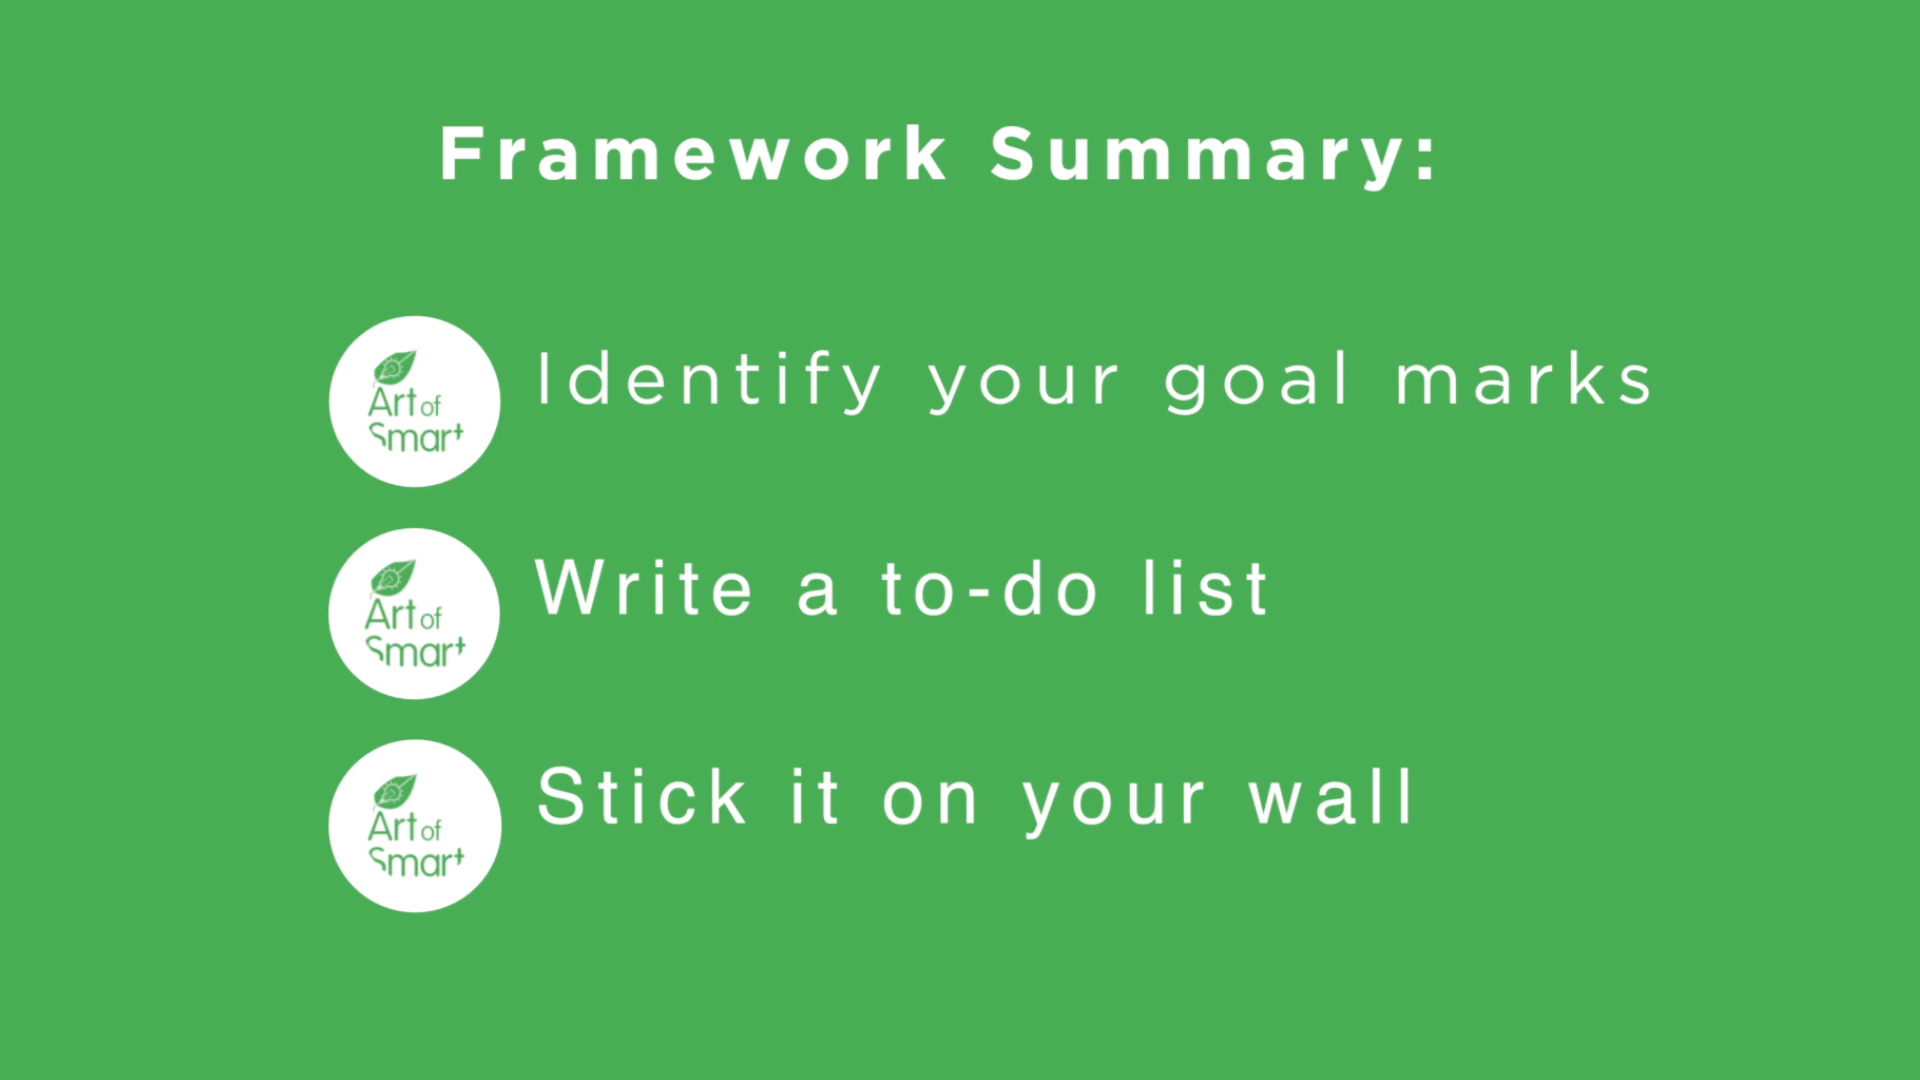 Framework Summary:
Art of
Smart
Identify your goal marks
Art of
Smart
Write a to-do list
Art of
Smart
Stick it on your wall